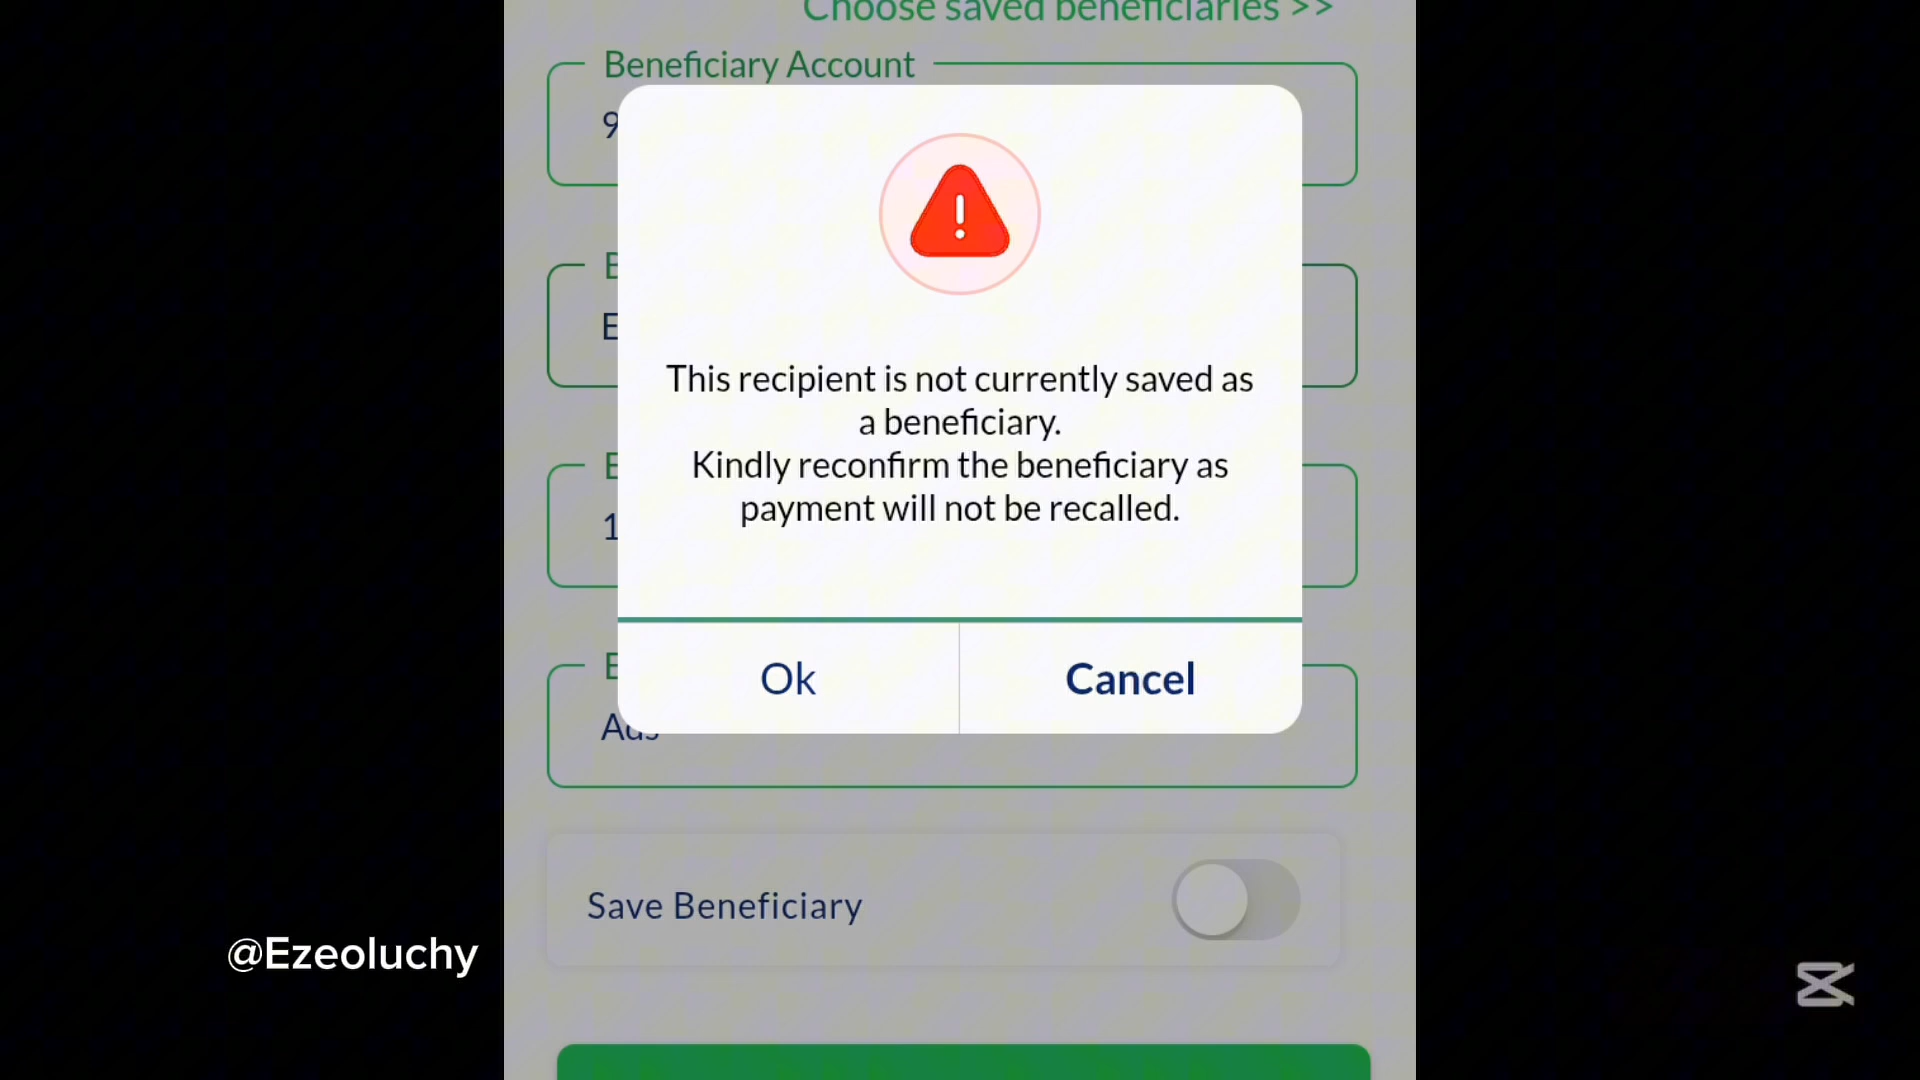 Choose saved beneficiaries >>
Beneficiary Account
9
This recipient is not currently saved as
a beneficiary.
Kindly reconfirm the beneficiary as
payment will not be recalled.
Ok
Cancel
Save Beneficiary
@Ezeoluchy